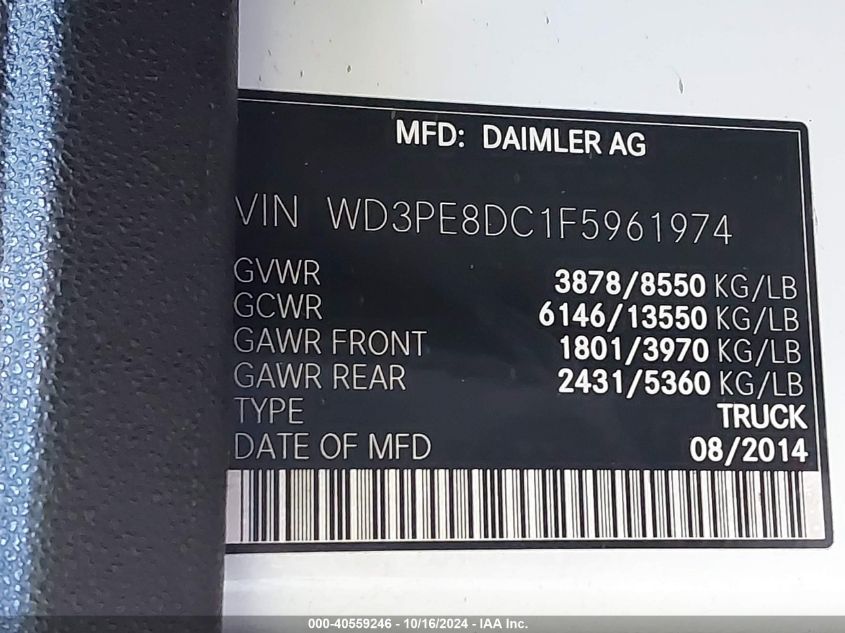 MFD: DAIMLER AG
VIN WD3PE8DC1F5961974
GVWR 3878/8550 KG/LB
GCWR 6146/13550 KG/LB
GAWR FRONT 1801/3970 KG/LB
GAWR REAR 2431/5360 KG/LB
TYPE TRUCK
DATE OF MFD 08/2014
000-40559246 - 10/16/2024 - IAA Inc.